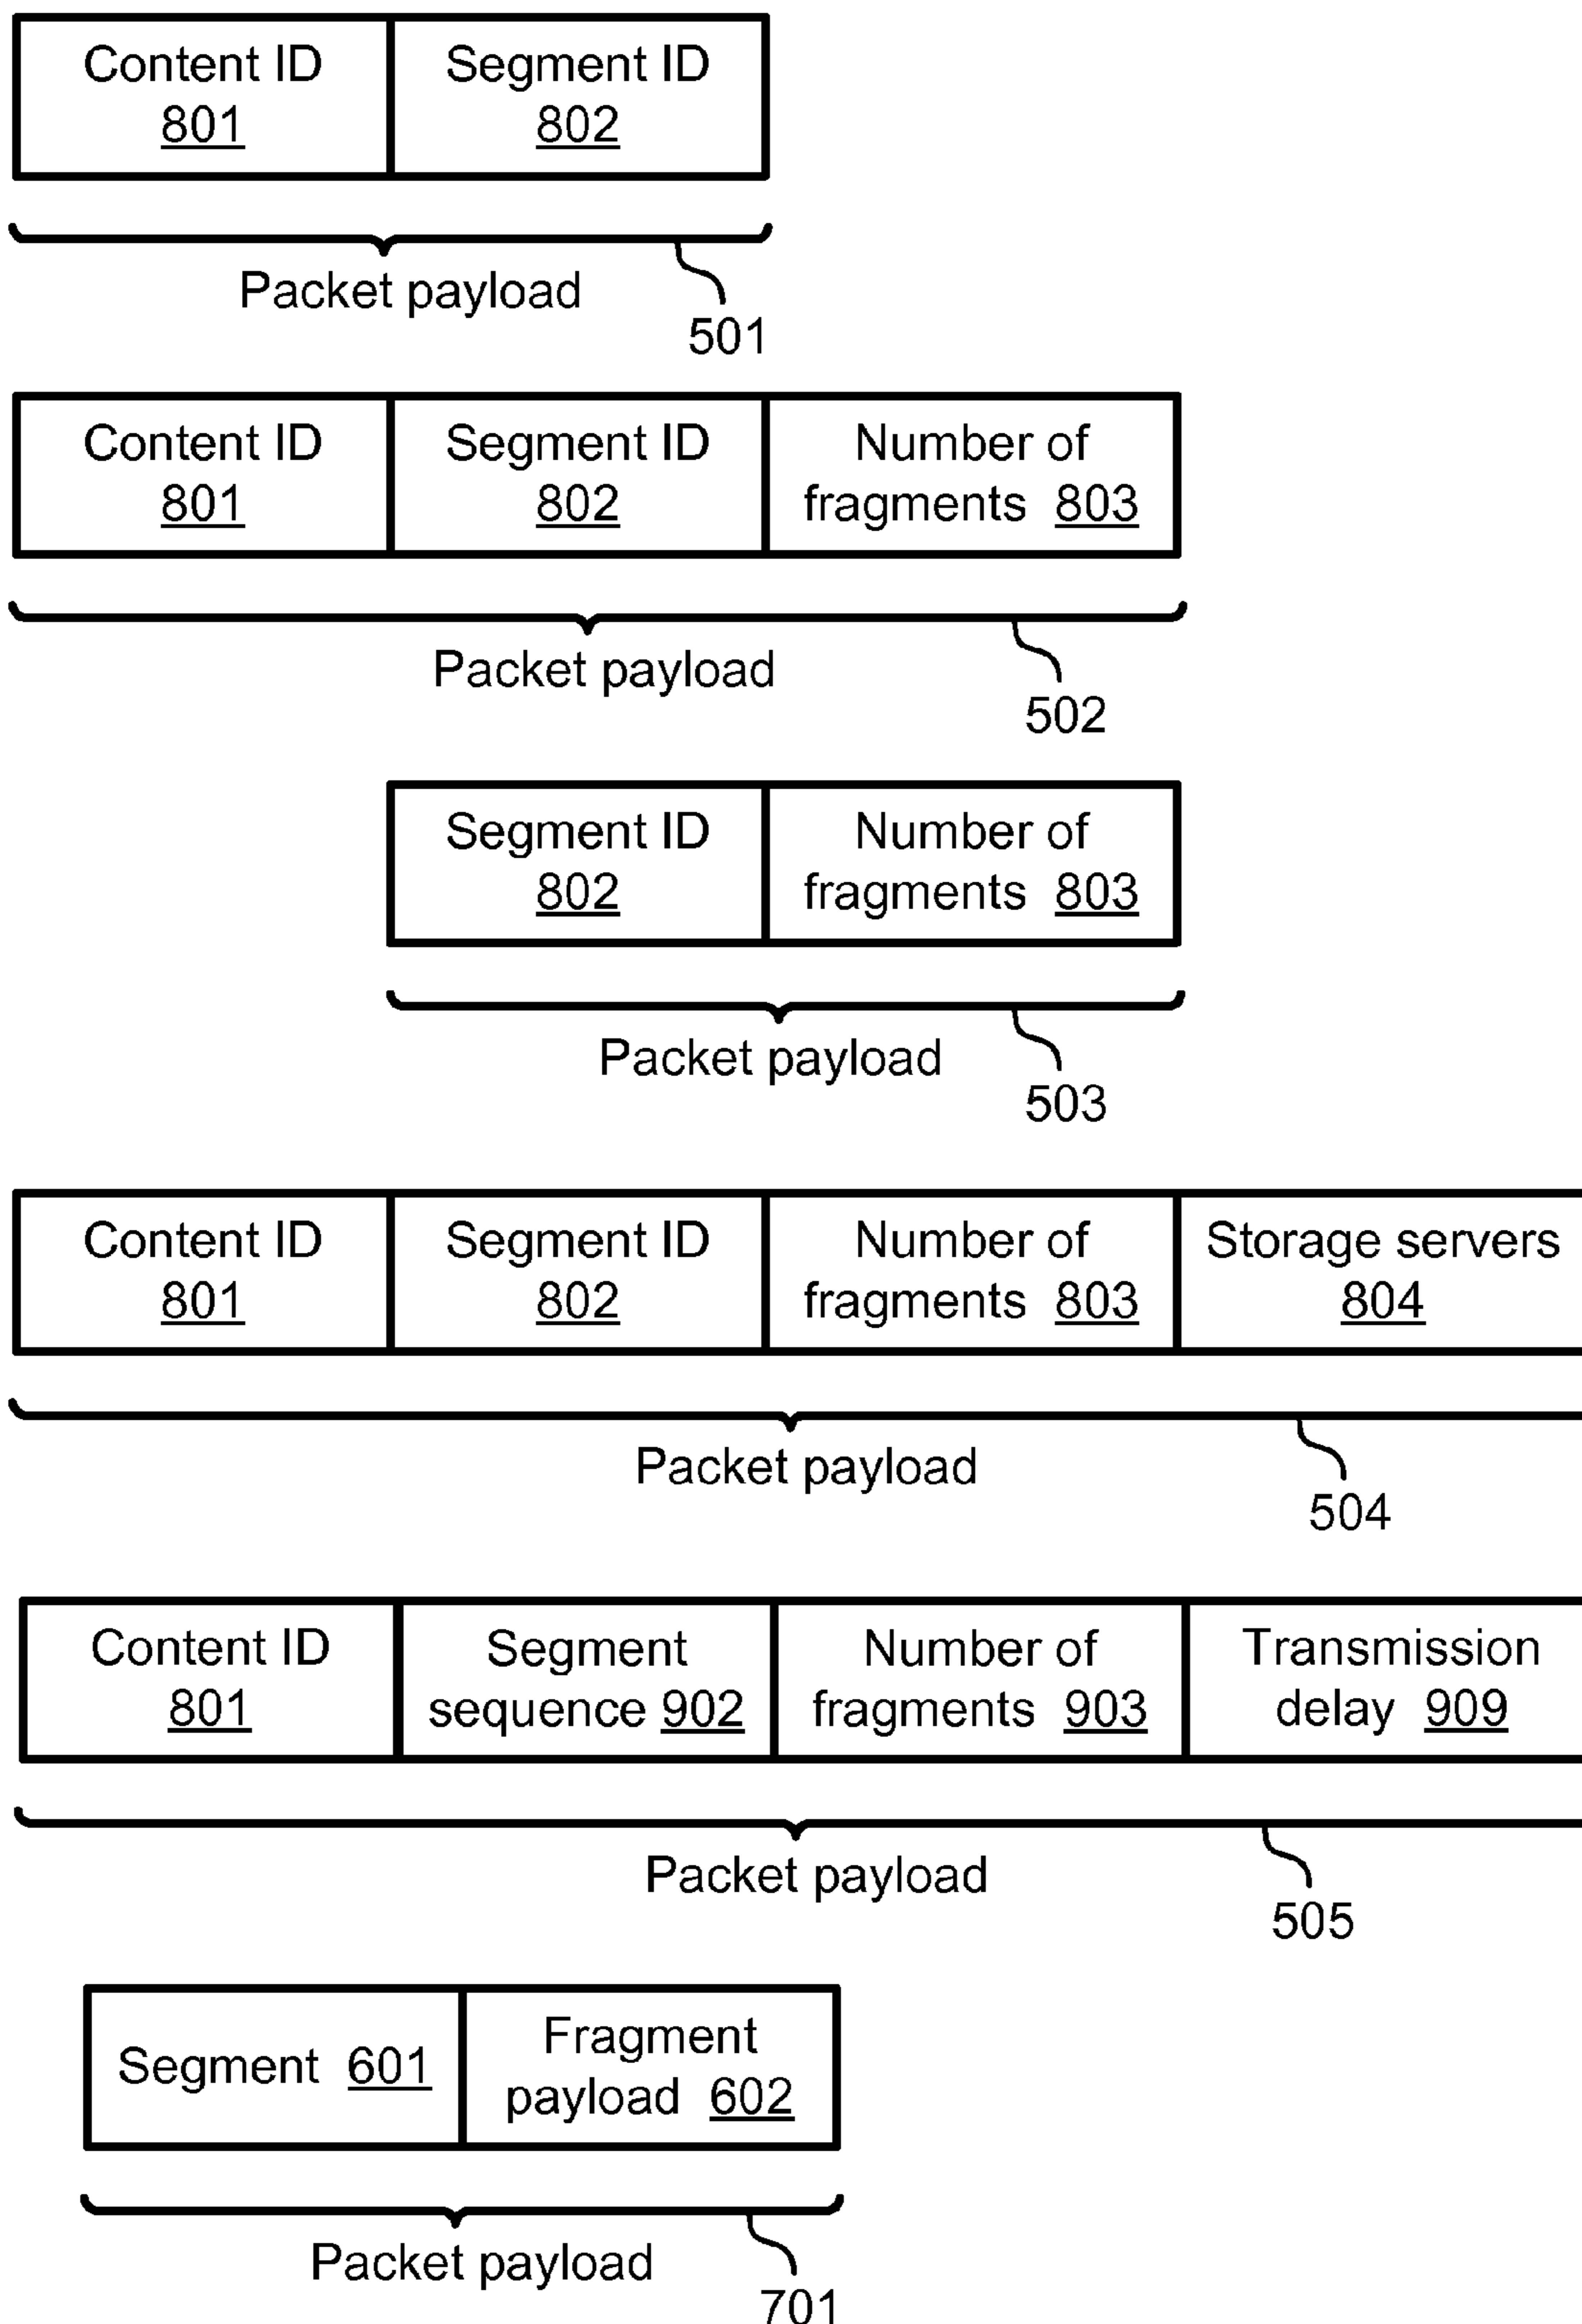 Content ID
801
Segment ID
802
Packet payload
501
Content ID
801
Segment ID
802
Number of
fragments 803
Packet payload
502
Segment ID
802
Number of
fragments 803
Packet payload
503
Content ID
801
Segment ID
802
Number of
fragments 803
Storage servers
804
Packet payload
504
Content ID
801
Segment
sequence 902
Number of
fragments 903
Transmission
delay 909
Packet payload
505
Segment 601
Fragment
payload 602
Packet payload
701